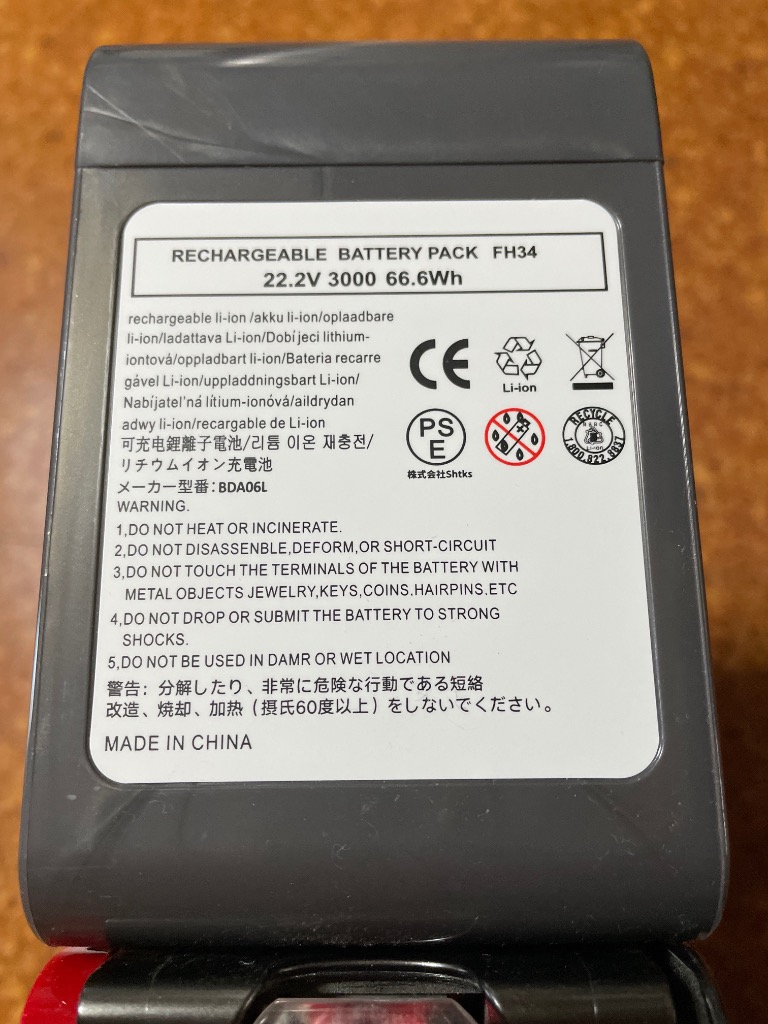 RECHARGEABLE BATTERY PACK FH34
22.2V 3000 66.6Wh
rechargeable li-ion /akku li-ion/oplaadbare
li-ion/ladattava Li-ion/Dobíjeci lithium-
iontová/oppladbart li-ion/Bateria recarre
gável Li-ion/uppladdningsbart Li-ion/
Nabíjateľná lítium-ionóvá/aildrydan
adwy li-ion/recargable de Li-ion
可充电鋰離子電池/리튬 이온 재충전/
リチウムイオン充電池
メーカー型番：BDA06L
CE
Li-ion
PS
E
株式会社Shtks
RECYCLE
1.800.822.8837
WARNING.
1,DO NOT HEAT OR INCINERATE.
2,DO NOT DISASSENBLE,DEFORM,OR SHORT-CIRCUIT
3,DO NOT TOUCH THE TERMINALS OF THE BATTERY WITH
METAL OBJECTS JEWELRY,KEYS,COINS.HAIRPINS.ETC
4,DO NOT DROP OR SUBMIT THE BATTERY TO STRONG
SHOCKS.
5,DO NOT BE USED IN DAMR OR WET LOCATION
警告：分解したり、非常に危険な行動である短絡
改造、焼却、加熱（摂氏60度以上）をしないでください。
MADE IN CHINA